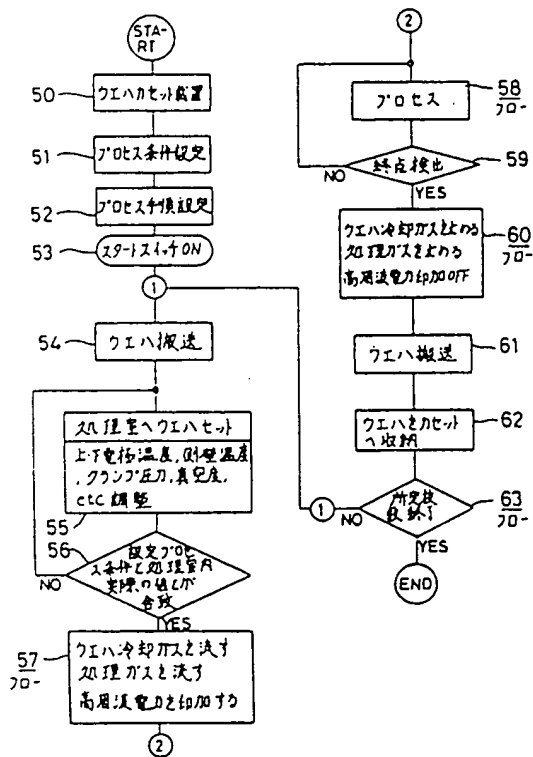 STA-
RT
50
ウエハカセット載置
51
プロセス条件設定
52
プロセス手順設定
53
スタートスイッチON
1
54
ウエハ搬送
処理室へウエハセット
上下電極温度,側壁温度
,クランプ圧力,真空度,
etc調整
55
56
設定プロセ
ス条件と処理室内
実際の値とが
合致
NO
YES
57
フロー
ウエハ冷却ガスを流す
処理ガスを流す
高周波電力を印加する
2
2
プロセス
58
フロー
終点検出
59
NO
YES
ウエハ冷却ガスを止める
処理ガスを止める
高周波電力印加OFF
60
フロー
ウエハ搬送
61
ウエハをカセット
へ収納
62
1
NO
所定枚
数終了
63
フロー
YES
END